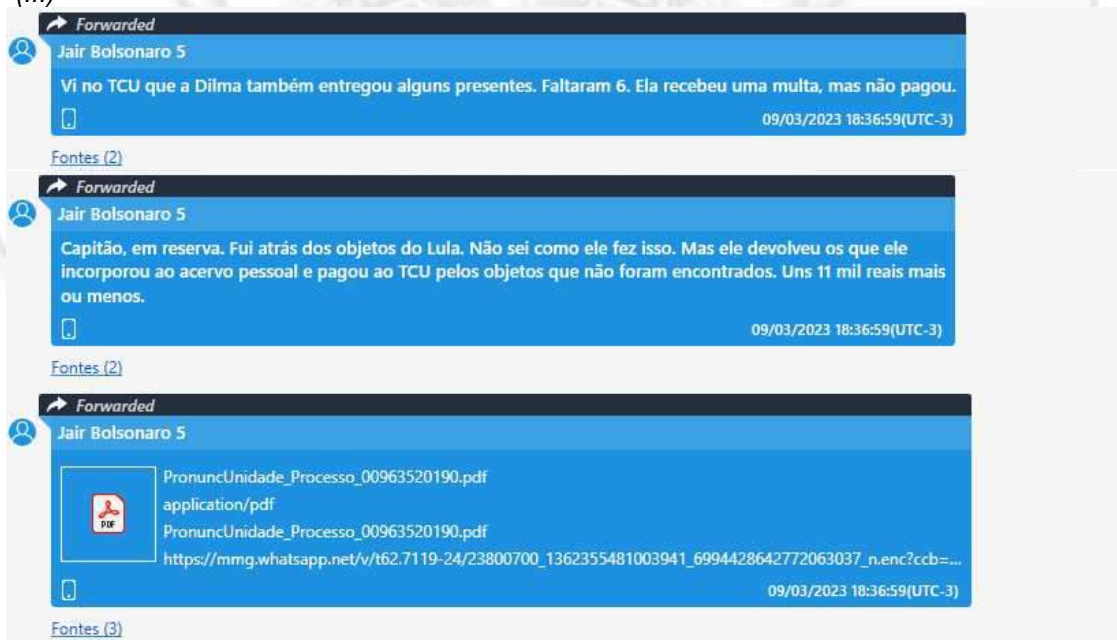 (...)
Forwarded
Jair Bolsonaro 5
Vi no TCU que a Dilma também entregou alguns presentes. Faltaram 6. Ela recebeu uma multa, mas não pagou.
09/03/2023 18:36:59(UTC-3)
Fontes (2)
Forwarded
Jair Bolsonaro 5
Capitão, em reserva. Fui atrás dos objetos do Lula. Não sei como ele fez isso. Mas ele devolveu os que ele
incorporou ao acervo pessoal e pagou ao TCU pelos objetos que não foram encontrados. Uns 11 mil reais mais
ou menos.
09/03/2023 18:36:59(UTC-3)
Fontes (2)
Forwarded
Jair Bolsonaro 5
PronuncUnidade_Processo_00963520190.pdf
application/pdf
PDF
PronuncUnidade_Processo_00963520190.pdf
https://mmg.whatsapp.net/v/t62.7119-24/23800700_1362355481003941_6994428642772063037_n.enc?ccb=...
09/03/2023 18:36:59(UTC-3)
Fontes (3)